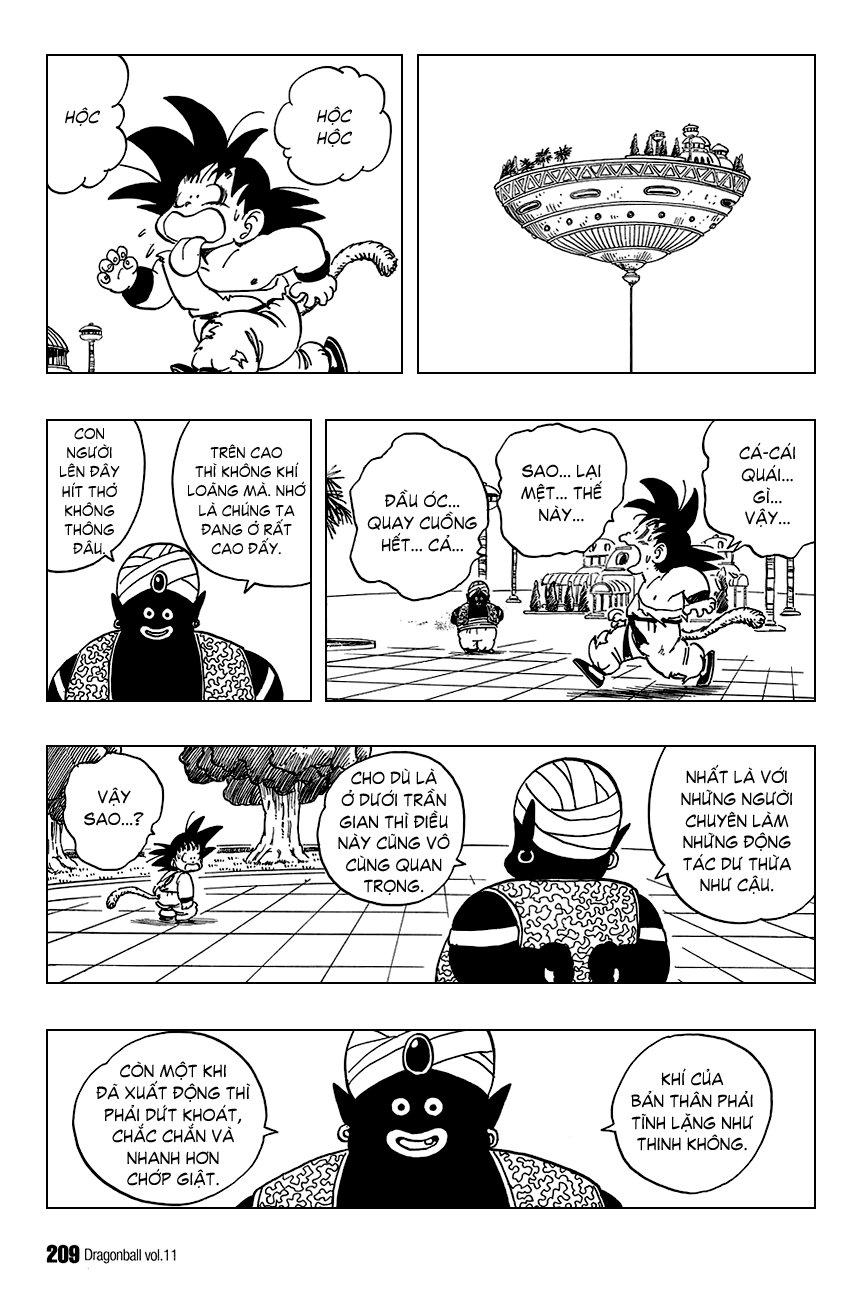 HỘC
HỘC
HỘC
CÁ-CÁI
QUÁI...
GÌ...
VẬY...
SAO... LẠI
MỆT... THẾ
NÀY...
ĐẦU ÓC...
QUAY CUỒNG
HẾT... CẢ...
TRÊN CAO
THÌ KHÔNG KHÍ
LOÃNG MÀ. NHỚ
LÀ CHÚNG TA
ĐANG Ở RẤT
CAO ĐẤY.
CON
NGƯỜI
LÊN ĐÂY
HÍT THỞ
KHÔNG
THÔNG
ĐÂU.
NHẤT LÀ VỚI
NHỮNG NGƯỜI
CHUYÊN LÀM
NHỮNG ĐỘNG
TÁC DƯ THỪA
NHƯ CẬU.
CHO DÙ LÀ
Ở DƯỚI TRẦN
GIAN THÌ ĐIỀU
NÀY CŨNG VÔ
CÙNG QUAN
TRỌNG.
VẬY
SAO...?
KHÍ CỦA
BẢN THÂN PHẢI
TĨNH LẶNG NHƯ
THINH KHÔNG.
CÒN MỘT KHI
ĐÃ XUẤT ĐỘNG THÌ
PHẢI DỨT KHOÁT,
CHẮC CHẮN VÀ
NHANH HƠN
CHỚP GIẬT.
209 Dragonball vol.11